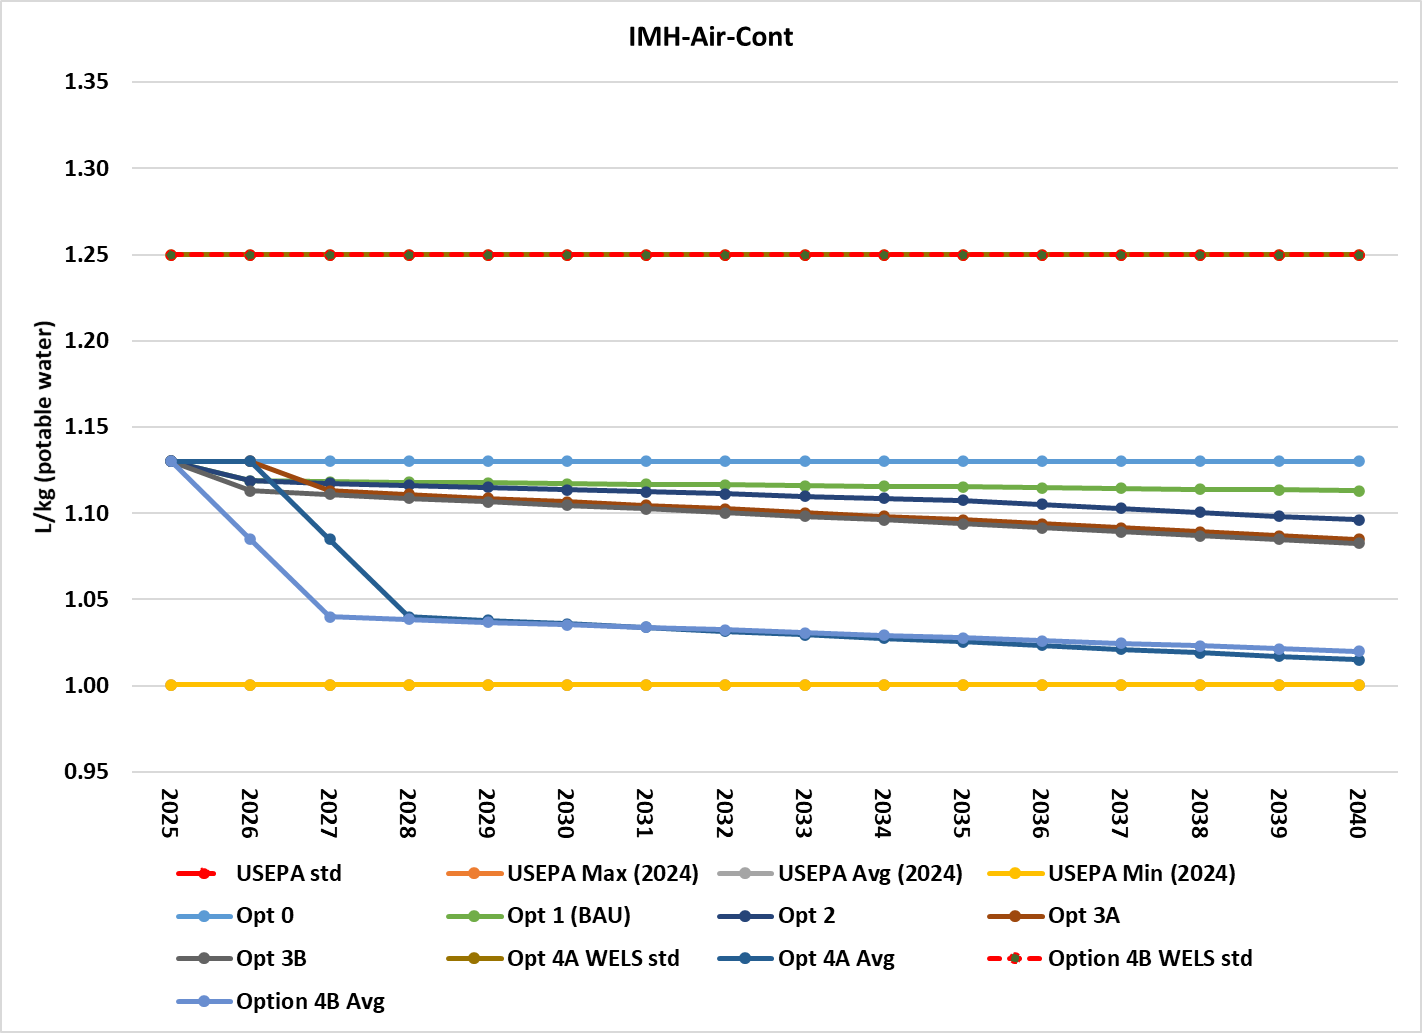 IMH-Air-Cont
L/kg (potable water)
1.35
1.30
1.25
1.20
1.15
1.10
1.05
1.00
0.95
2025
2026
2027
2028
2029
2030
2031
2032
2033
2034
2035
2036
2037
2038
2039
2040
USEPA std
USEPA Max (2024)
USEPA Avg (2024)
USEPA Min (2024)
Opt 0
Opt 1 (BAU)
Opt 2
Opt 3A
Opt 3B
Opt 4A WELS std
Opt 4A Avg
Option 4B WELS std
Option 4B Avg